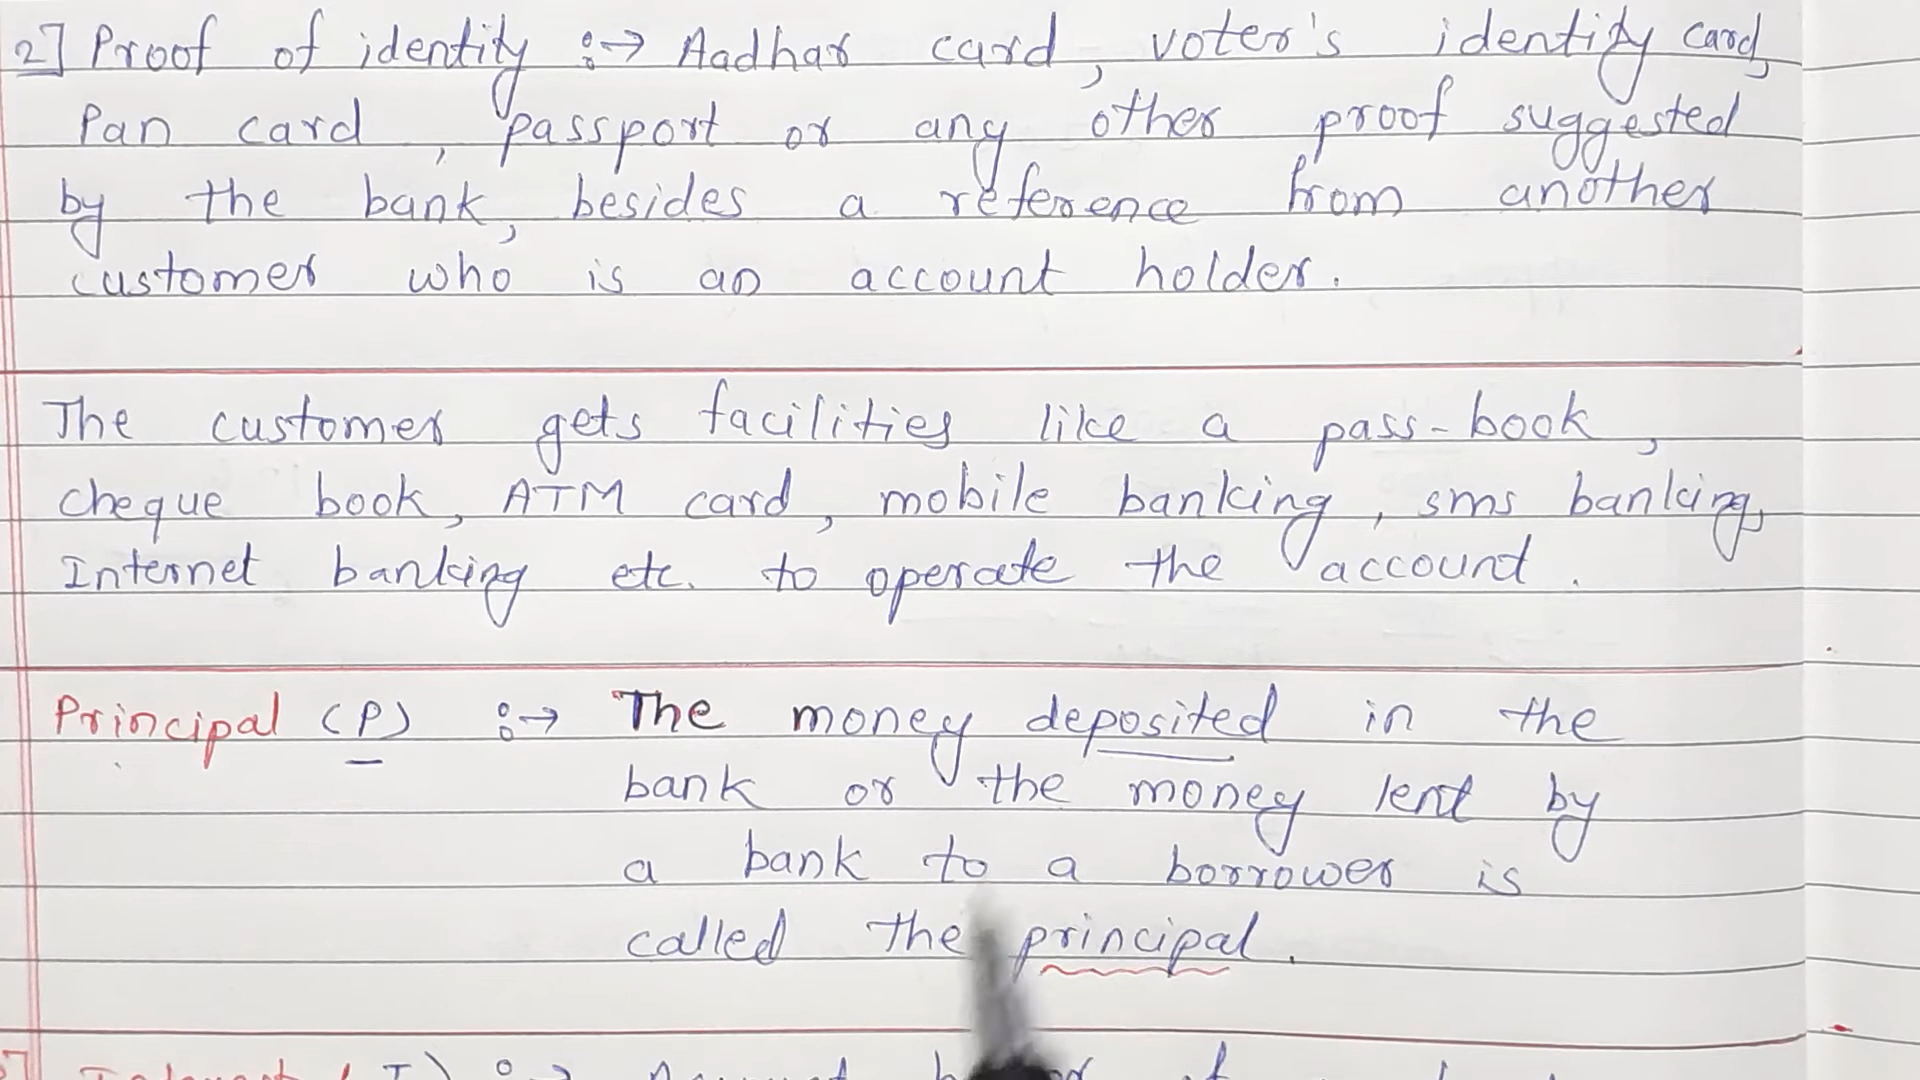 2] Proof of identity :→ Aadhar card, voter's identity card,
Pan card, passport or any other proof suggested
by the bank, besides a reference from another
customer who is an account holder.
The customer gets facilities like a pass-book,
cheque book, ATM card, mobile banking, sms banking,
Internet banking etc. to operate the account.
Principal (P) :→ The money deposited in the
bank or the money lent by
a bank to a borrower is
called the principal.